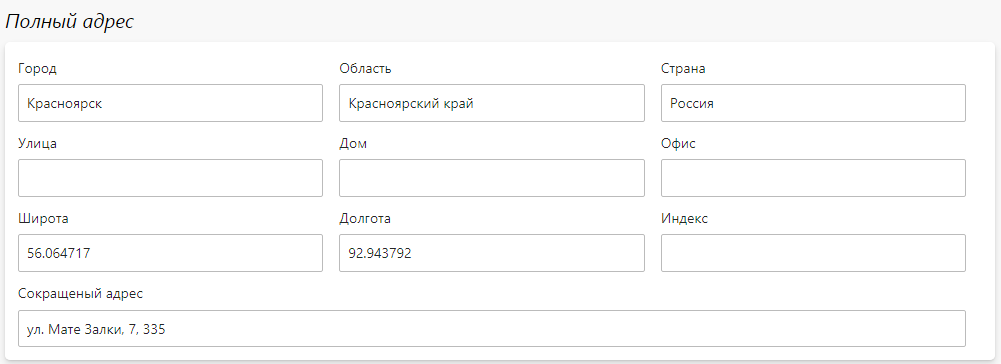 Полный адрес
Город Область Страна
Красноярск Красноярский край Россия
Улица Дом Офис
Широта Долгота Индекс
56.064717 92.943792
Сокращеный адрес
ул. Мате Залки, 7, 335